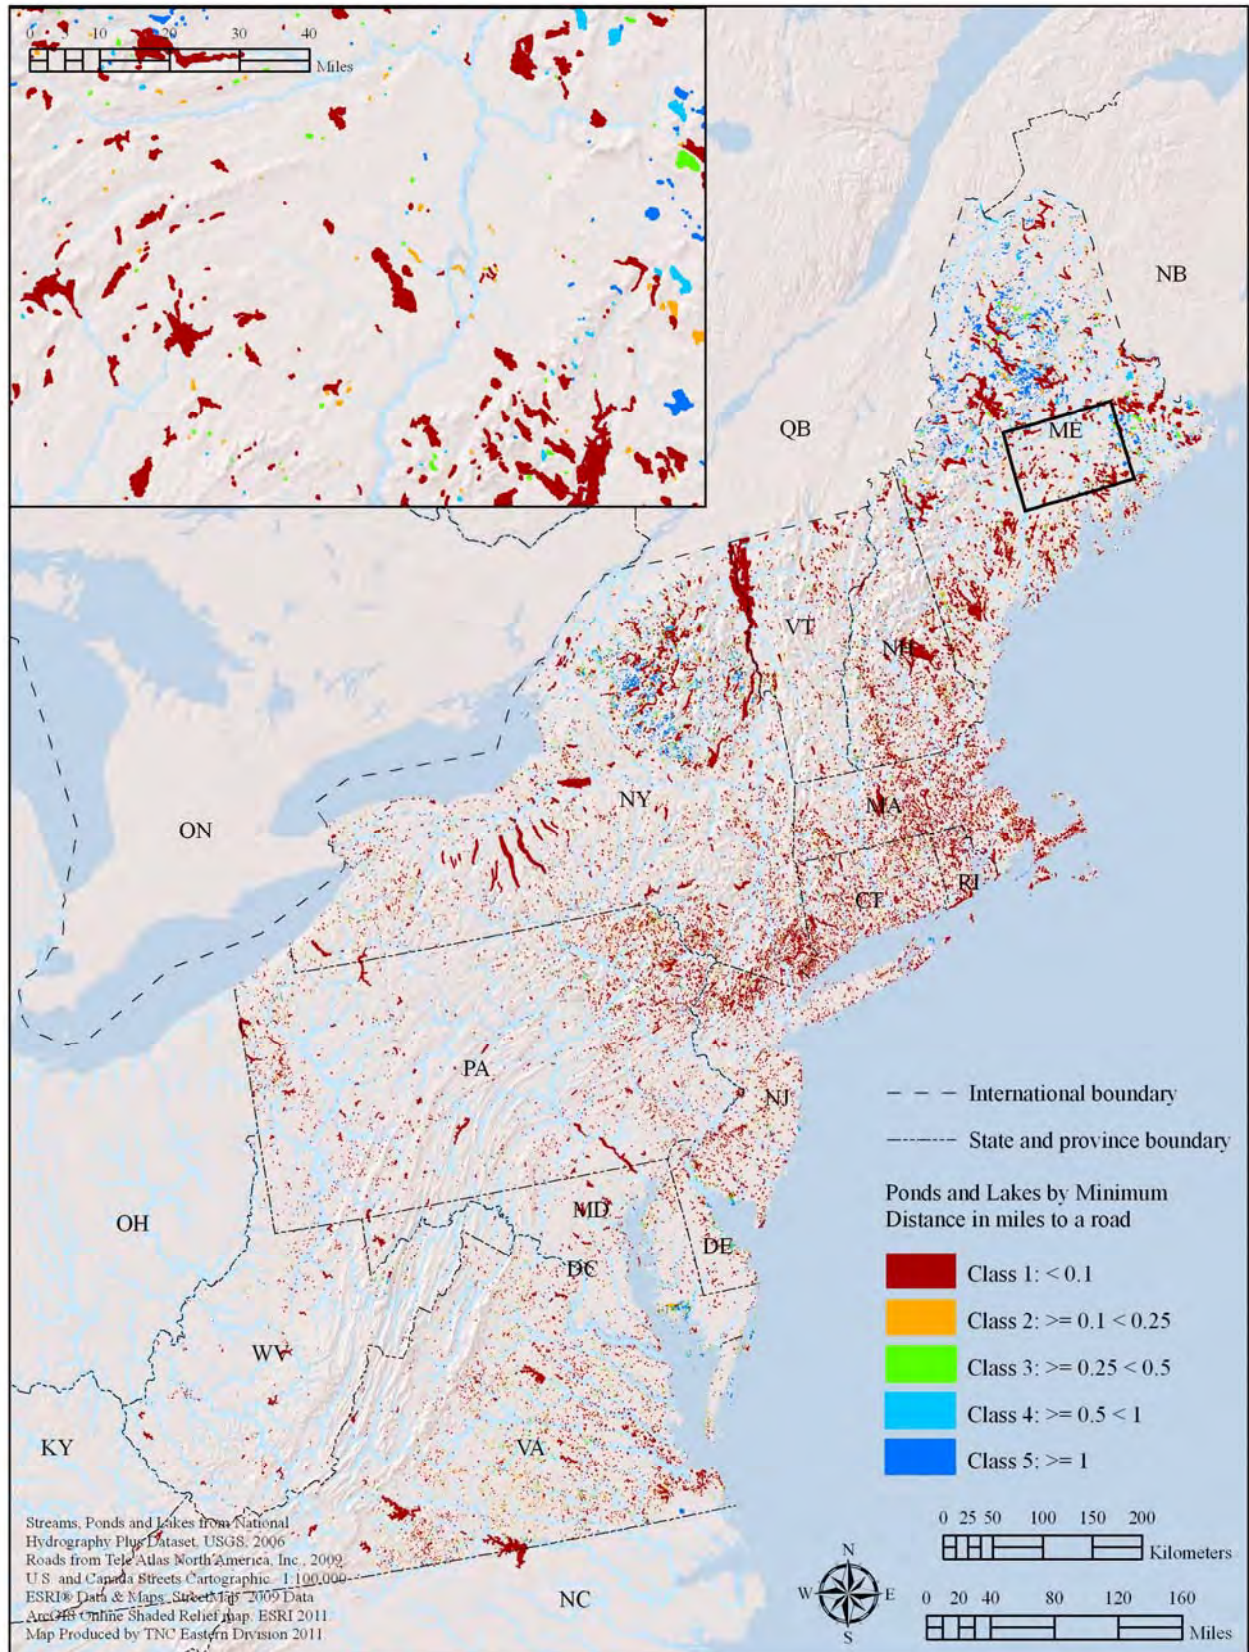 0 5 10 20 30 40
Miles
NB
QB
ME
VT
NH
NY
MA
ON
CT
RI
PA
NJ
International boundary
State and province boundary
Ponds and Lakes by Minimum
Distance in miles to a road
OH
MD
DE
DC
Class 1: < 0.1
Class 2: >= 0.1 < 0.25
WV
Class 3: >= 0.25 < 0.5
Class 4: >= 0.5 < 1
KY
VA
Class 5: >= 1
Streams, Ponds and Lakes from National
Hydrography Plus Dataset, USGS, 2006
Roads from Tele Atlas North America, Inc., 2009
U.S. and Canada Streets Cartographic 1:100,000
ESRI® Data & Maps, StreetMap 2009 Data
ArcGIS Online Shaded Relief map, ESRI 2011
Map Produced by TNC Eastern Division 2011
0 25 50 100 150 200
Kilometers
N
W E
S
NC
0 20 40 80 120 160
Miles